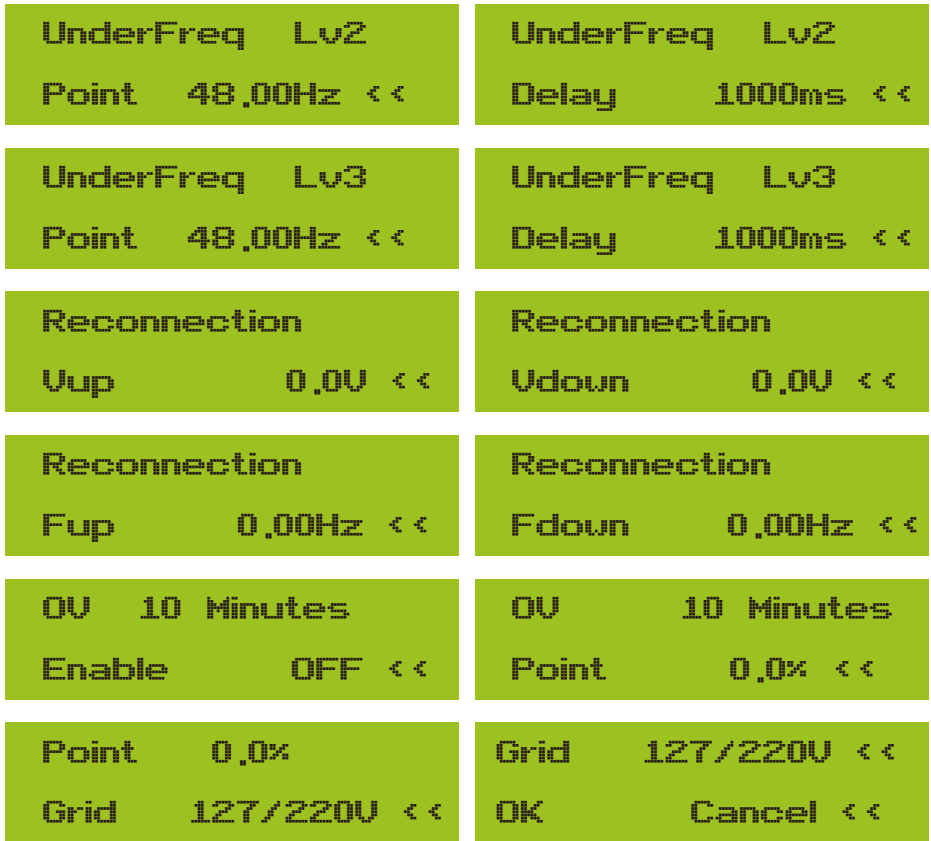 UnderFreq Lv2
Point 48.00Hz <<
UnderFreq Lv2
Delay 1000ms <<
UnderFreq Lv3
Point 48.00Hz <<
UnderFreq Lv3
Delay 1000ms <<
Reconnection
Vup 0.0V <<
Reconnection
Vdown 0.0V <<
Reconnection
Fup 0.00Hz <<
Reconnection
Fdown 0.00Hz <<
OV 10 Minutes
Enable OFF <<
OV 10 Minutes
Point 0.0% <<
Point 0.0%
Grid 127/220V <<
Grid 127/220V <<
OK Cancel <<